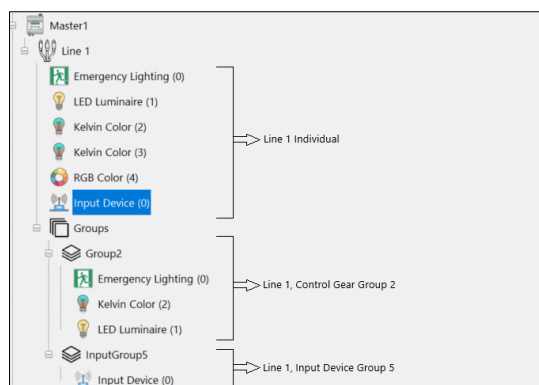 Master1
Line 1
Emergency Lighting (0)
LED Luminaire (1)
Kelvin Color (2)
Line 1 Individual
Kelvin Color (3)
RGB Color (4)
Input Device (0)
Groups
Group2
Emergency Lighting (0)
Line 1, Control Gear Group 2
Kelvin Color (2)
LED Luminaire (1)
InputGroup5
Line 1, Input Device Group 5
Input Device (0)